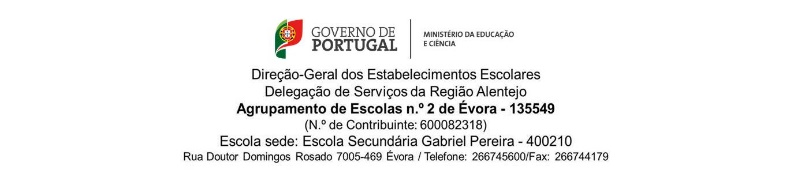 GOVERNO DE
PORTUGAL
MINISTÉRIO DA EDUCAÇÃO
E CIÊNCIA
Direção-Geral dos Estabelecimentos Escolares
Delegação de Serviços da Região Alentejo
Agrupamento de Escolas n.º 2 de Évora - 135549
(N.º de Contribuinte: 600082318)
Escola sede: Escola Secundária Gabriel Pereira - 400210
Rua Doutor Domingos Rosado 7005-469 Évora / Telefone: 266745600/Fax: 266744179